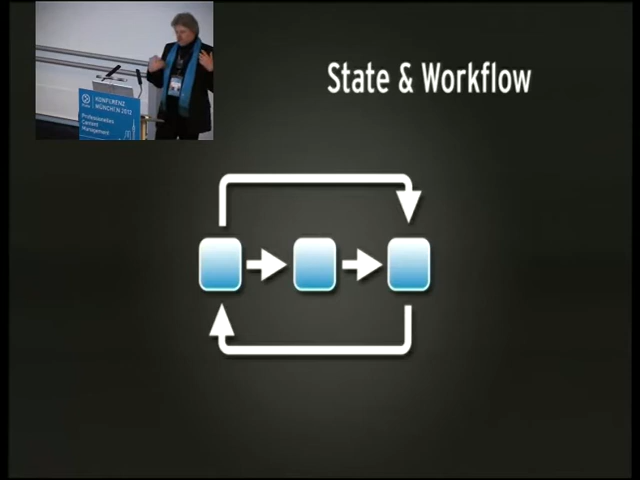 State & Workflow
KONFERENZ
MÜNCHEN 2012
Professionelles
Content
Management